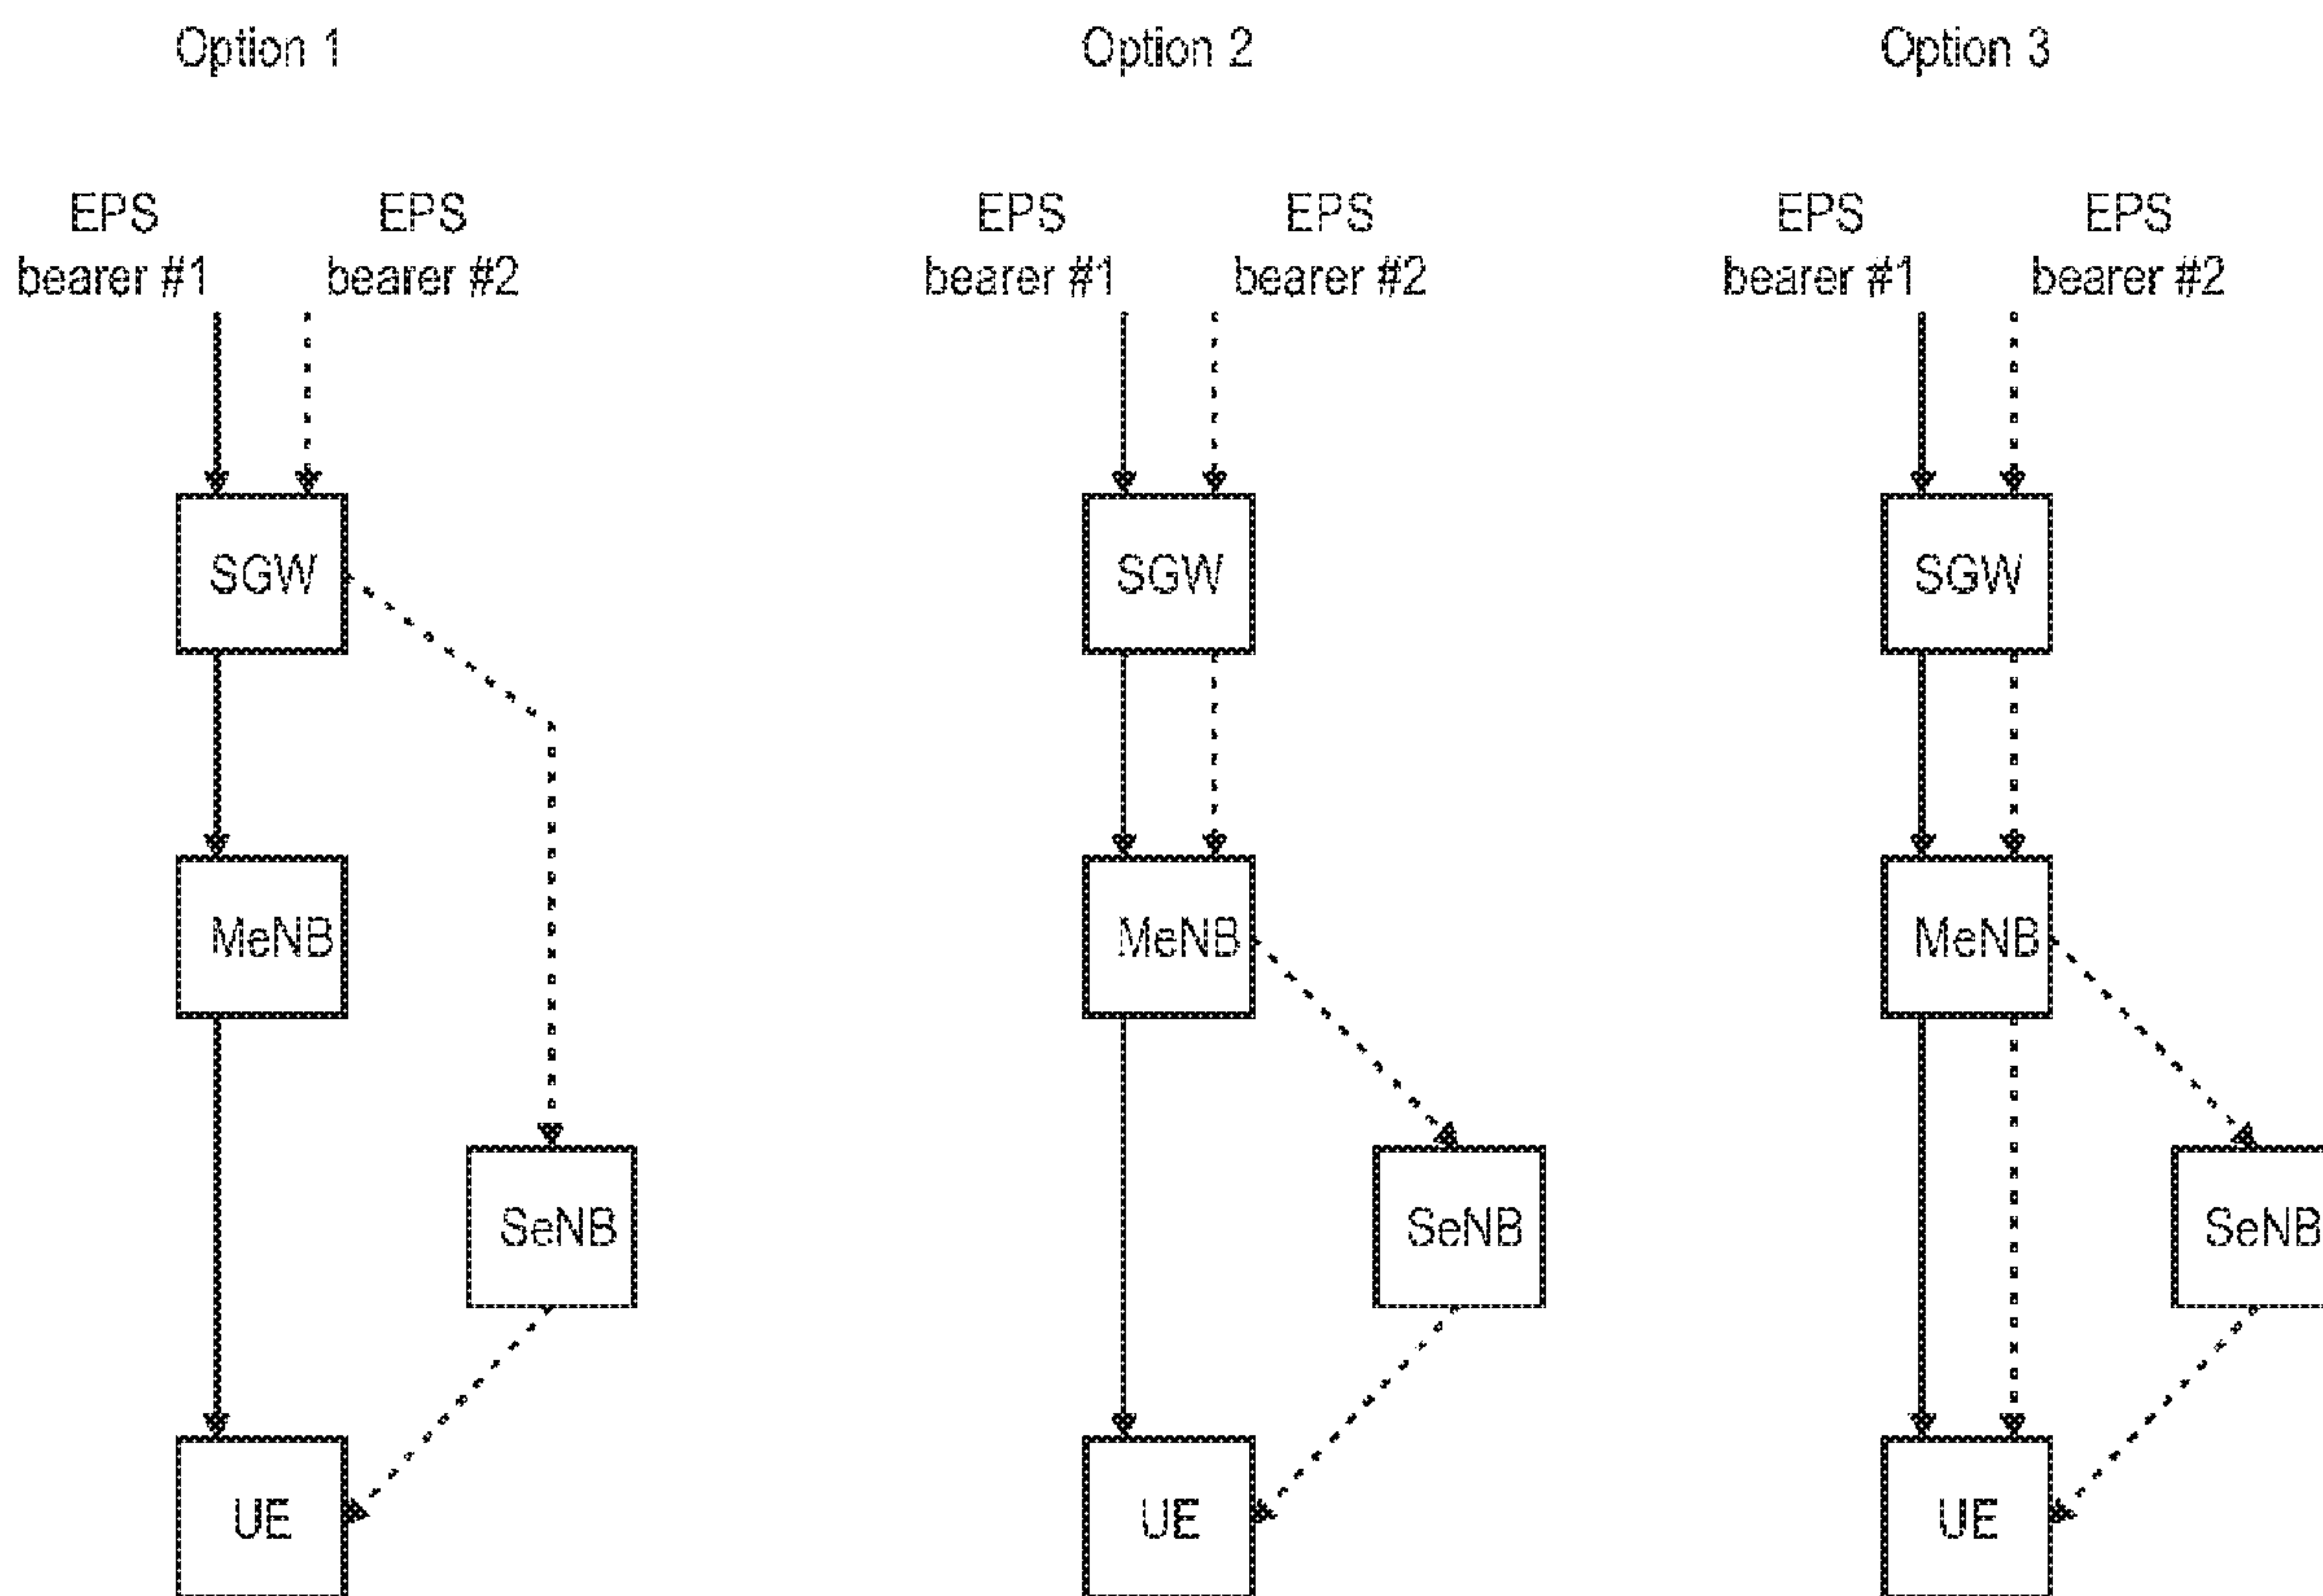 Option 1
Option 2
Option 3
EPS
bearer #1
EPS
bearer #2
EPS
bearer #1
EPS
bearer #2
EPS
bearer #1
EPS
bearer #2
SGW
SGW
SGW
MeNB
MeNB
MeNB
SeNB
SeNB
SeNB
UE
UE
UE